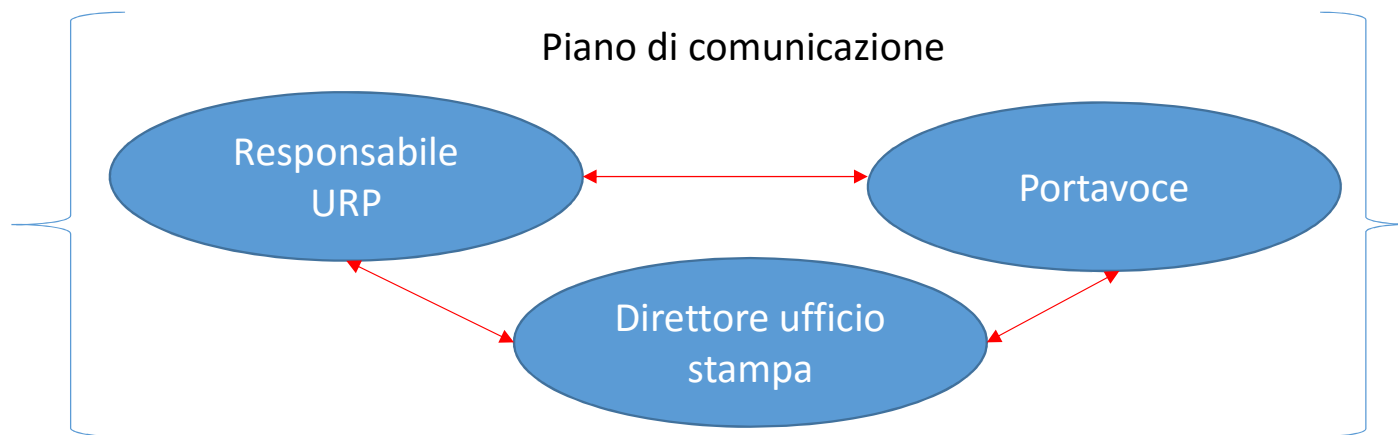 Piano di comunicazione
Responsabile
URP
Portavoce
Direttore ufficio
stampa